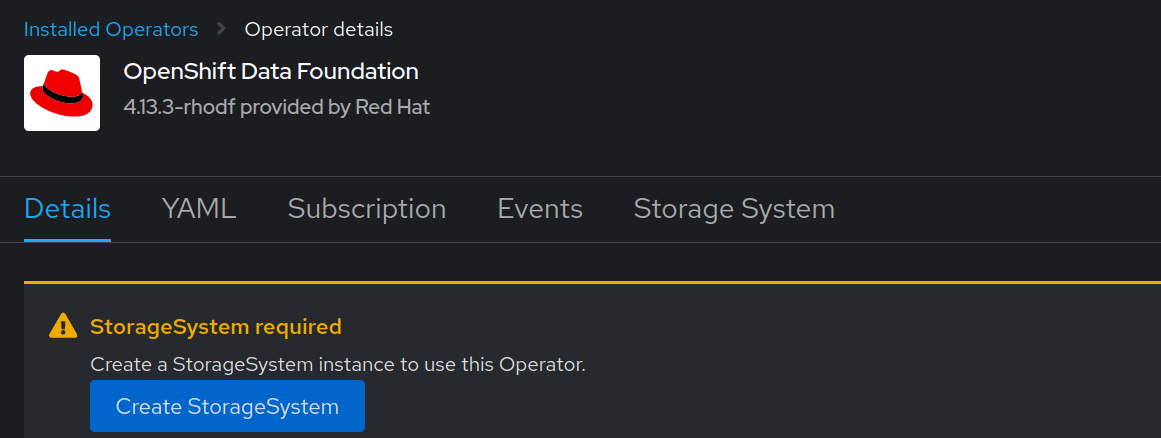 Installed Operators > Operator details
OpenShift Data Foundation
4.13.3-rhodf provided by Red Hat
Details YAML Subscription Events Storage System
StorageSystem required
Create a StorageSystem instance to use this Operator.
Create StorageSystem